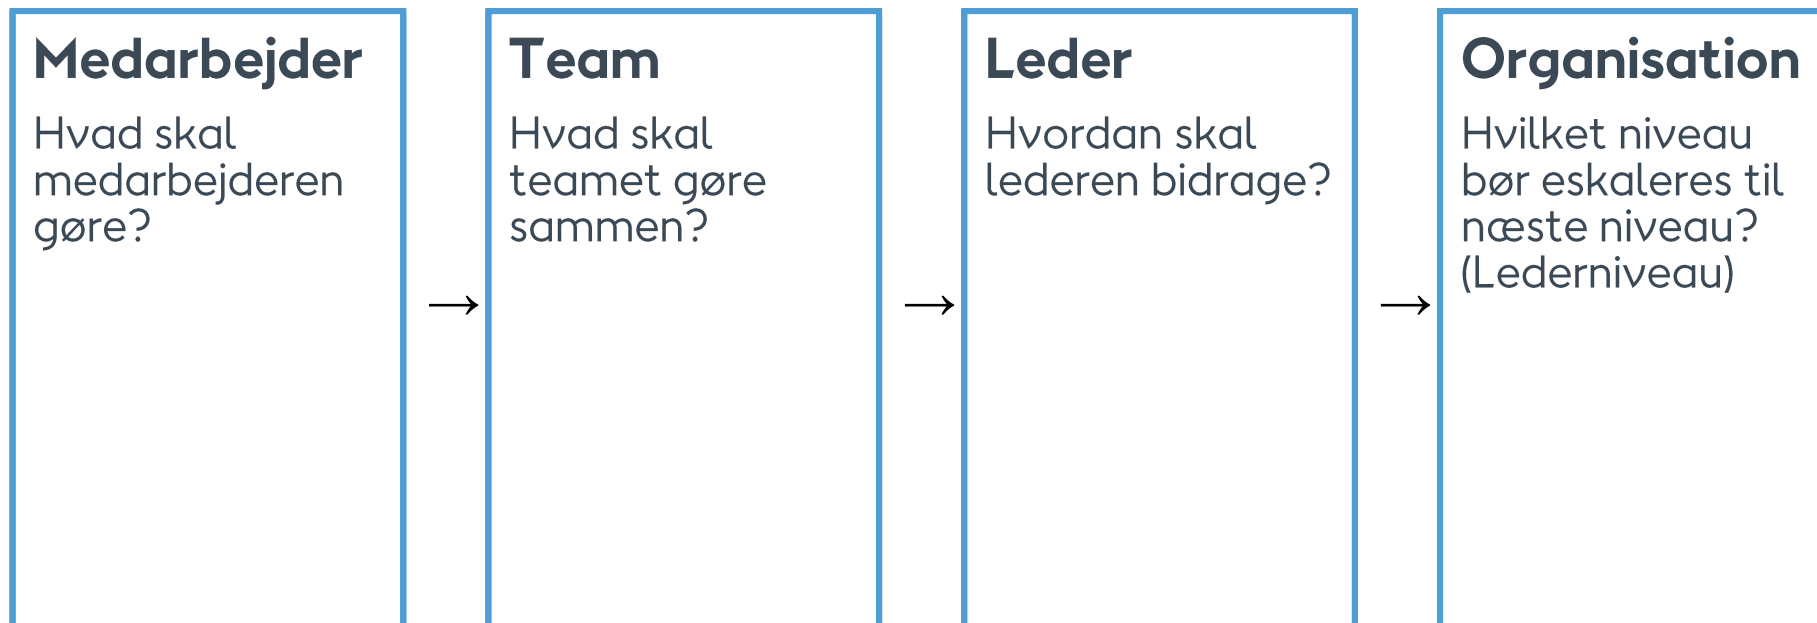 Medarbejder
Hvad skal
medarbejderen
gøre?
→
Team
Hvad skal
teamet gøre
sammen?
→
Leder
Hvordan skal
lederen bidrage?
→
Organisation
Hvilket niveau
bør eskaleres til
næste niveau?
(Lederniveau)